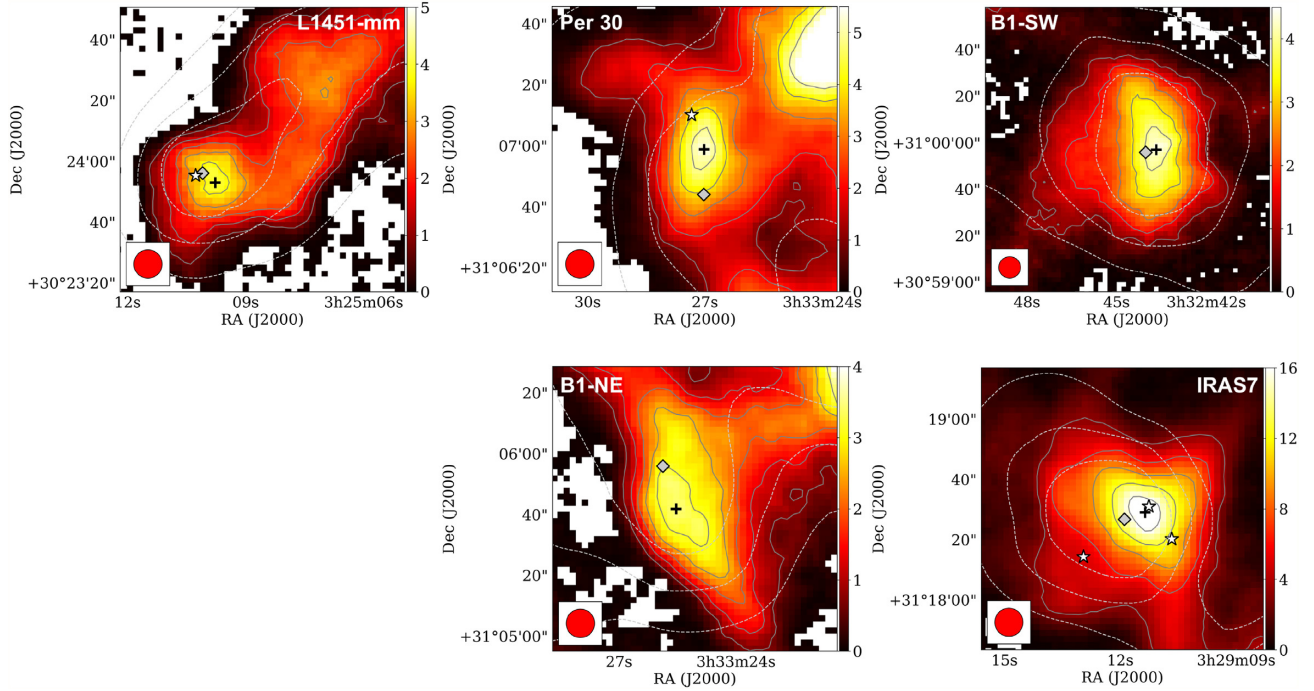 L1451-mm
Dec (J2000)
40"
20"
24'00"
40"
+30°23'20"
12s 09s 3h25m06s
RA (J2000)
5
4
3
2
1
0
Per 30
Dec (J2000)
40"
20"
07'00"
40"
+31°06'20"
30s 27s 3h33m24s
RA (J2000)
5
4
3
2
1
0
B1-SW
Dec (J2000)
40"
20"
+31°00'00"
40"
20"
+30°59'00"
48s 45s 3h32m42s
RA (J2000)
4
3
2
1
0
B1-NE
Dec (J2000)
20"
06'00"
40"
20"
+31°05'00"
27s 3h33m24s
RA (J2000)
4
3
2
1
0
IRAS7
Dec (J2000)
19'00"
40"
20"
+31°18'00"
15s 12s 3h29m09s
RA (J2000)
16
12
8
4
0